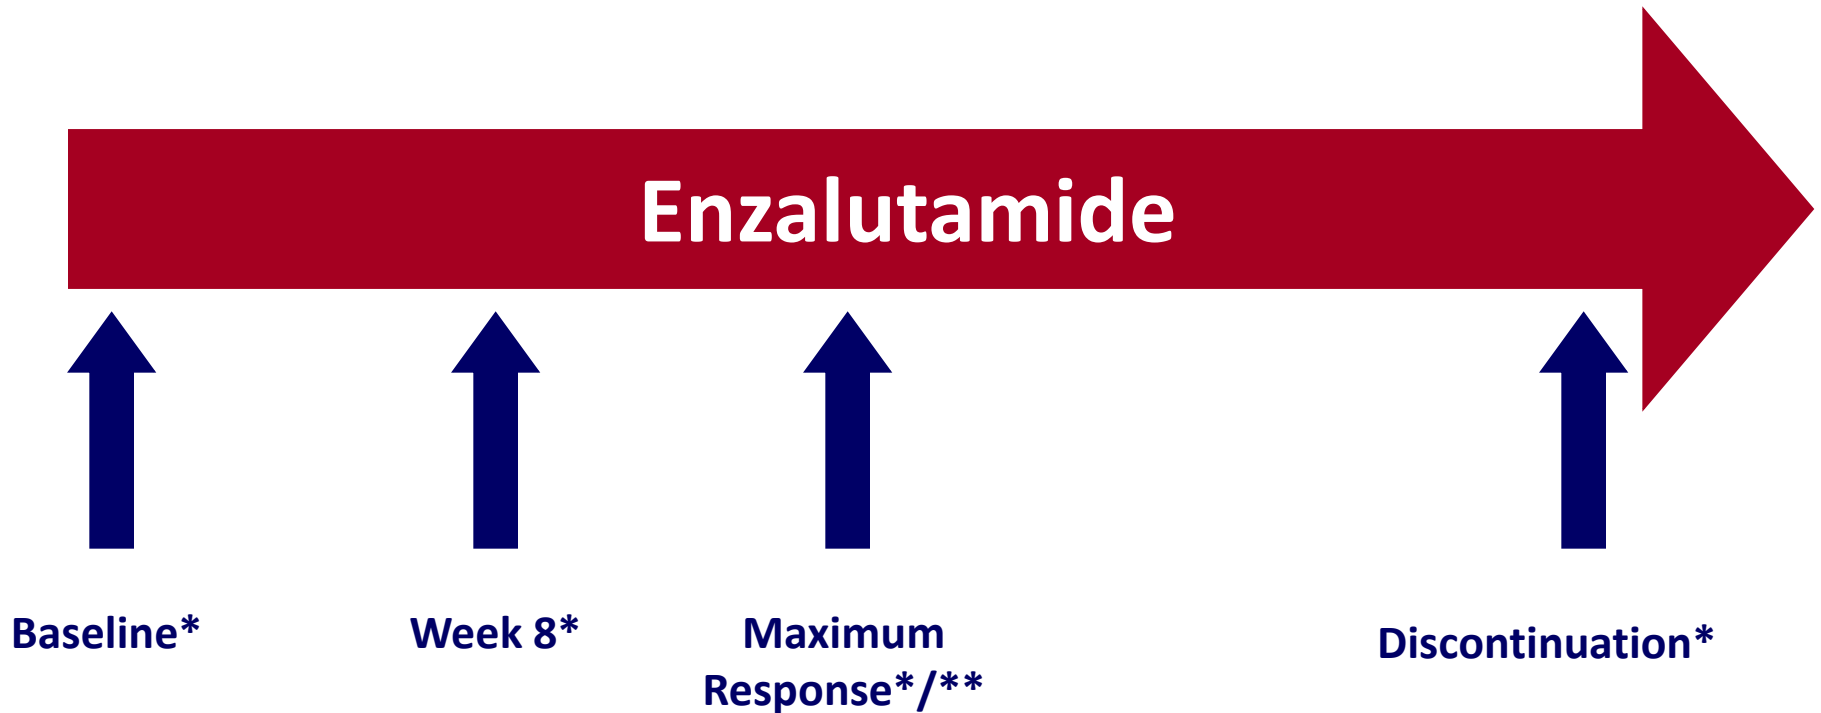 Enzalutamide
Baseline*
Week 8*
Maximum
Response*/**
Discontinuation*